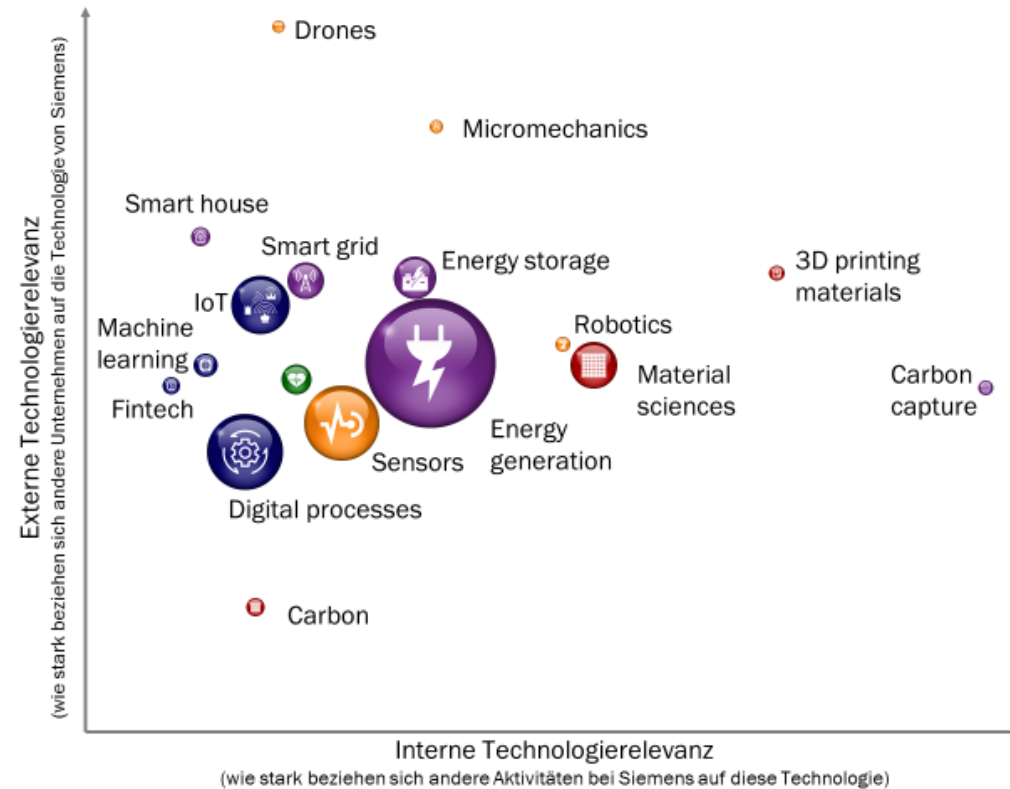 Drones
Micromechanics
Smart house
Smart grid
Energy storage
3D printing
materials
IoT
Machine
learning
Robotics
Fintech
Material
sciences
Carbon
capture
Energy
generation
Sensors
Digital processes
Carbon
Externe Technologierelevanz
(wie stark beziehen sich andere Unternehmen auf die Technologie von Siemens)
Interne Technologierelevanz
(wie stark beziehen sich andere Aktivitäten bei Siemens auf diese Technologie)